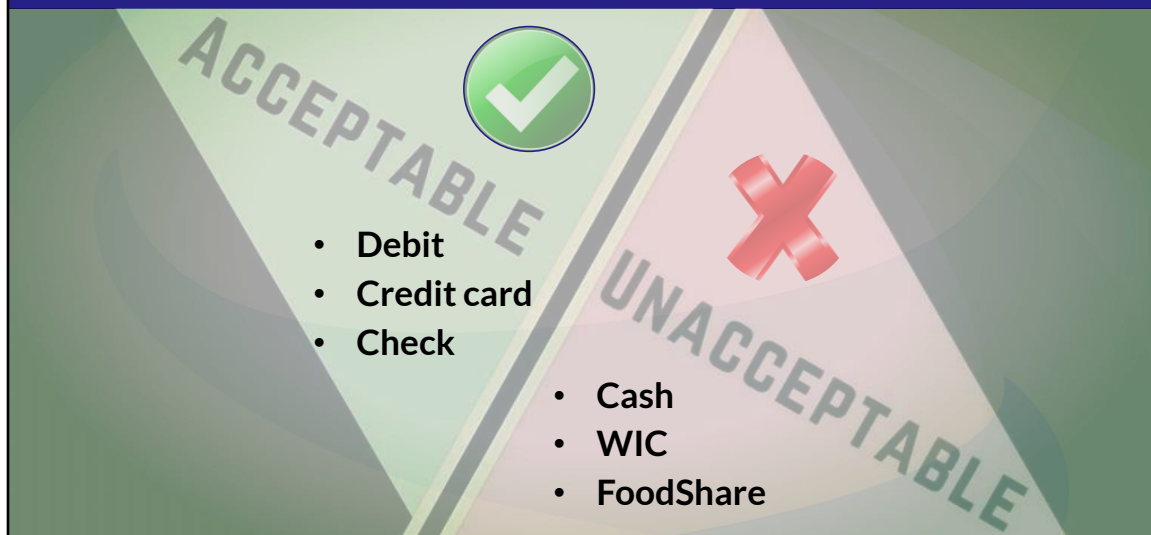 ACCEPTABLE
• Debit
• Credit card
• Check
UNACCEPTABLE
• Cash
• WIC
• FoodShare